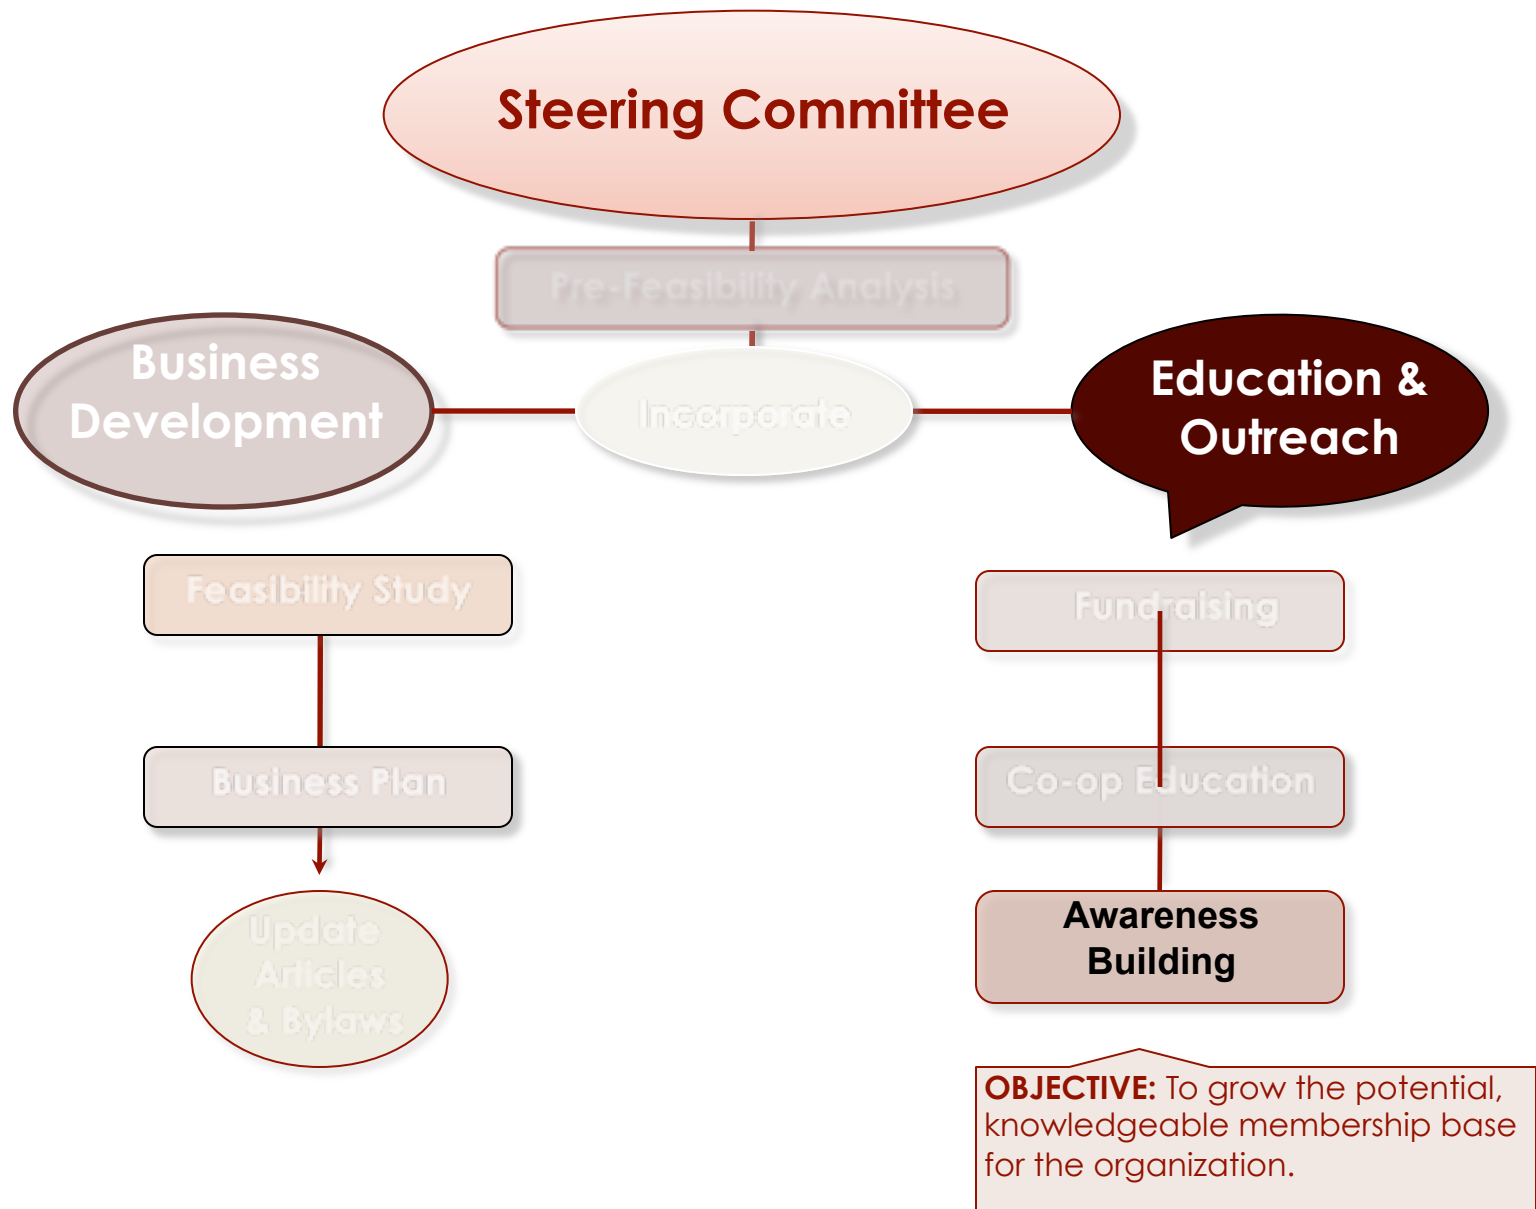 Steering Committee
Pre-Feasibility Analysis
Business
Development
Incorporate
Education &
Outreach
Feasibility Study
Business Plan
Update
Articles
& Bylaws
Fundraising
Co-op Education
Awareness
Building
OBJECTIVE: To grow the potential,
knowledgeable membership base
for the organization.